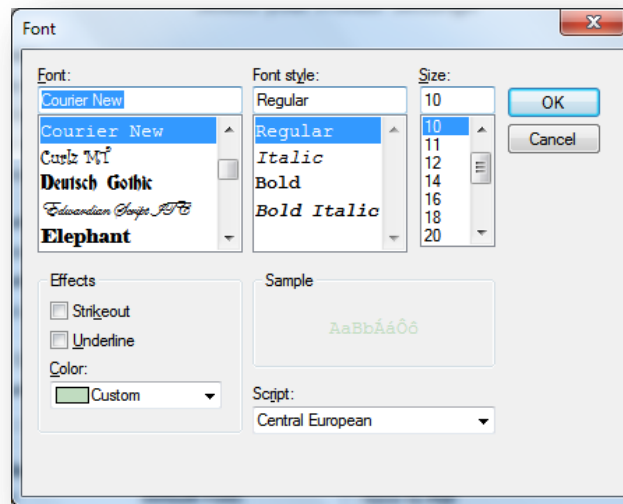 Font
Font:
Courier New
Courier New
Curlz MT
Deutsch Gothic
Edwardian Script ITC
Elephant
Font style:
Regular
Regular
Italic
Bold
Bold Italic
Size:
10
10
11
12
14
16
18
20
OK
Cancel
Effects
Strikeout
Underline
Color:
Custom
Sample
AaBbÁáÔô
Script:
Central European